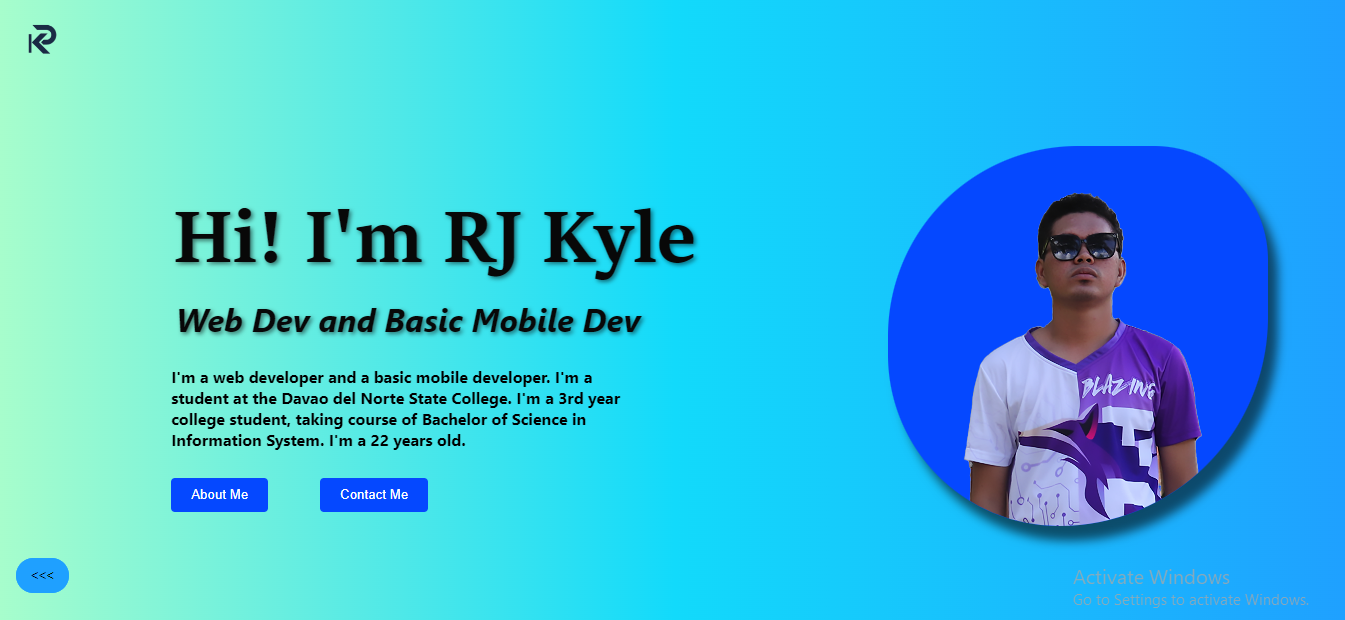 Hi! I'm RJ Kyle
Web Dev and Basic Mobile Dev
I'm a web developer and a basic mobile developer. I'm a
student at the Davao del Norte State College. I'm a 3rd year
college student, taking course of Bachelor of Science in
Information System. I'm a 22 years old.
About Me
Contact Me
BLAZING
<<<
Activate Windows
Go to Settings to activate Windows.